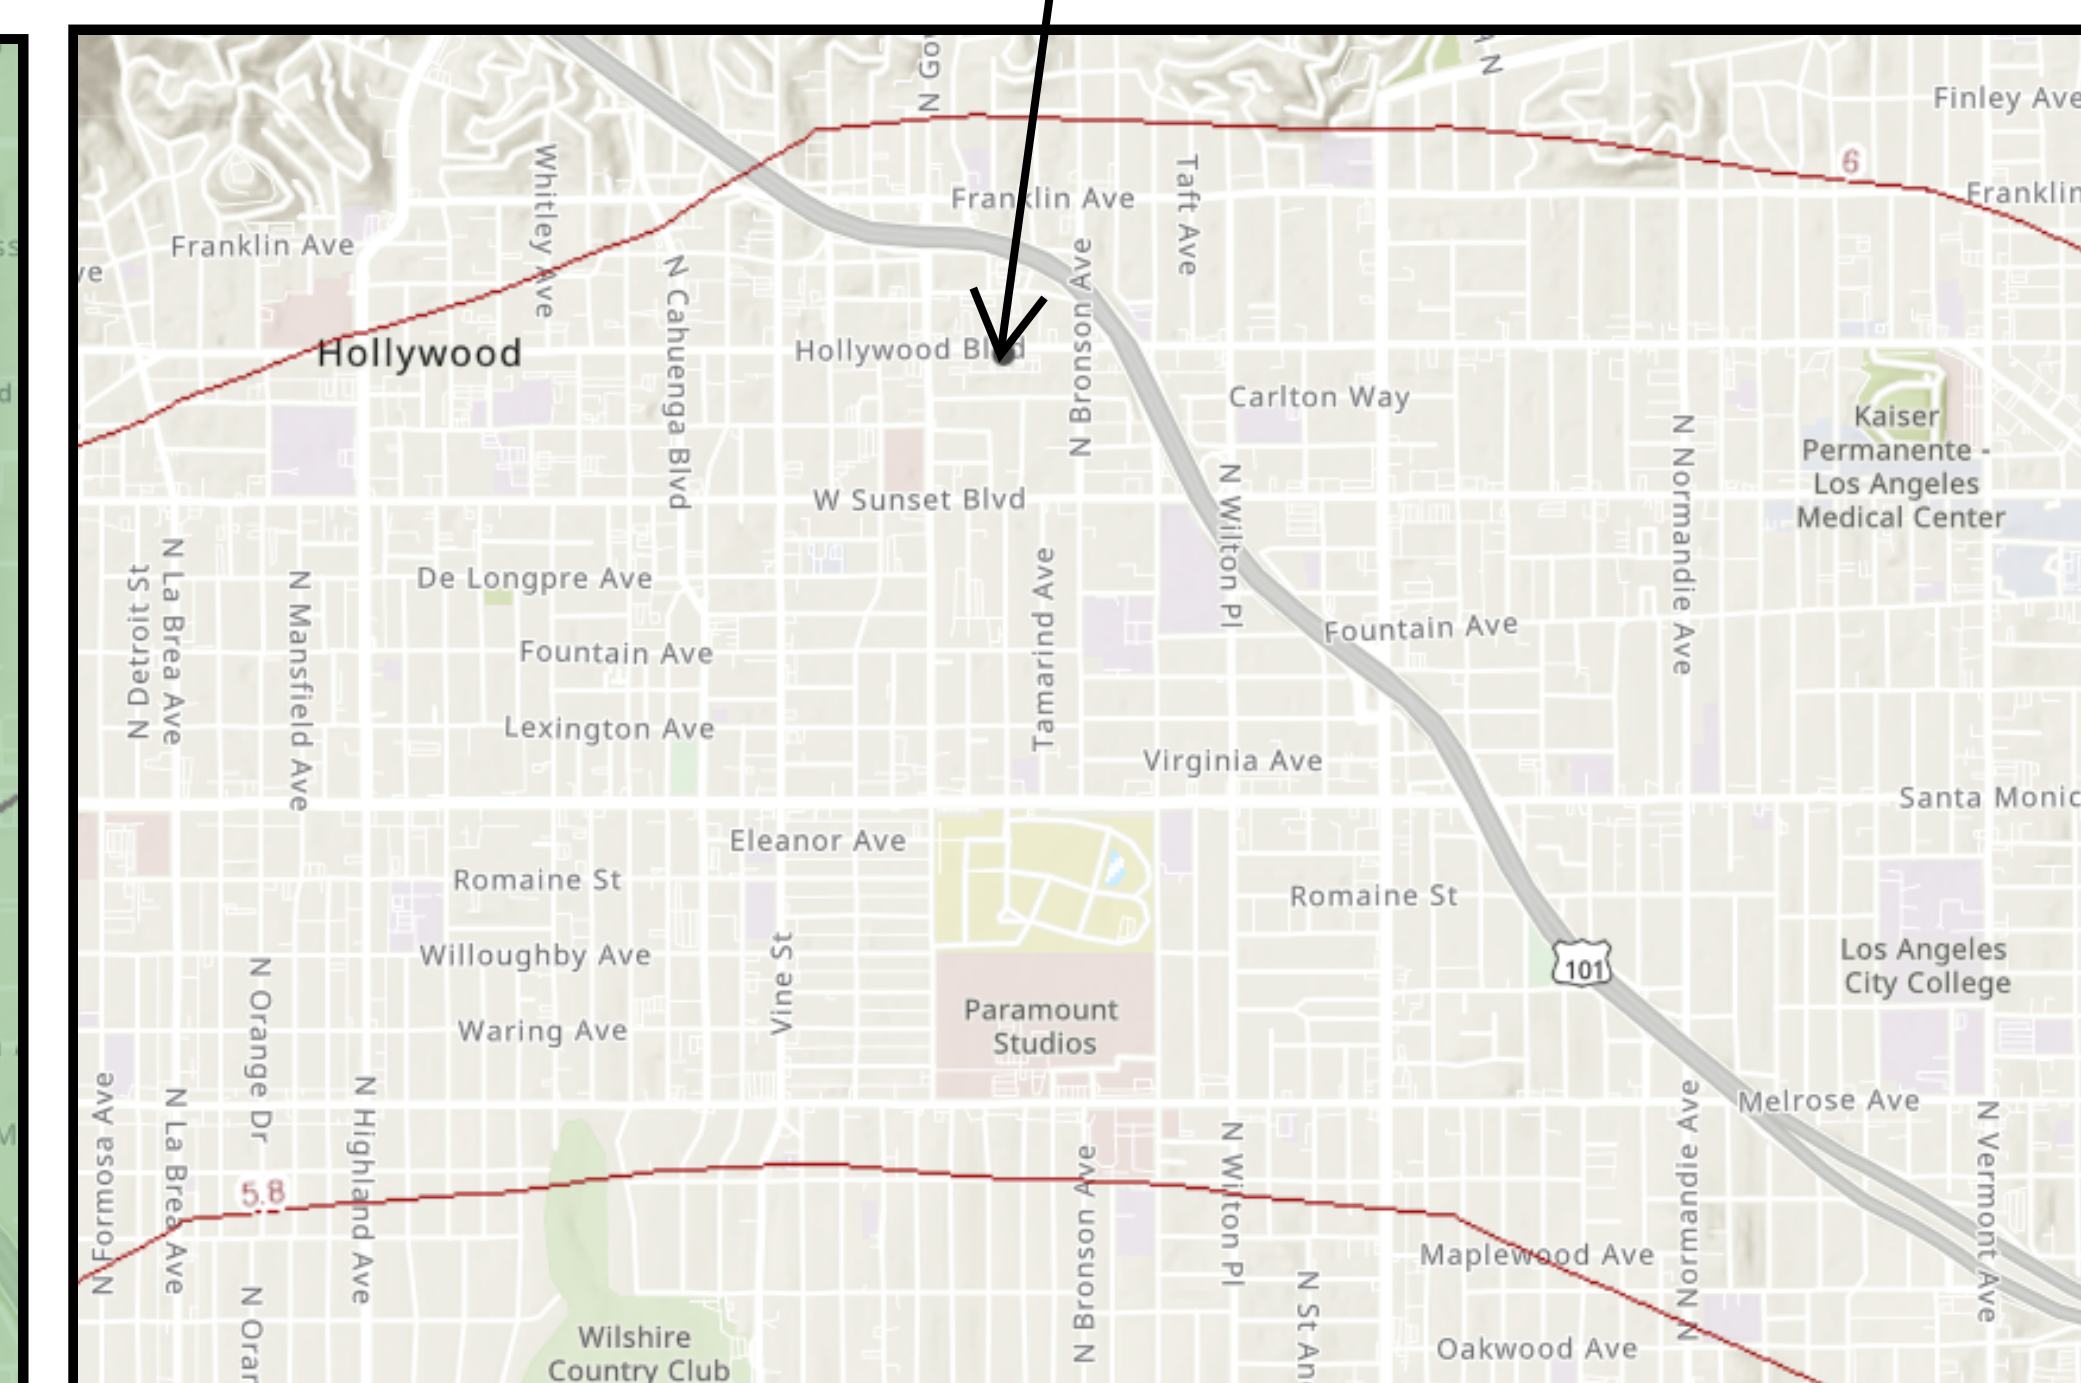 Finley Ave
6
Franklin Ave
Taft Ave
Franklin
Whitley Ave
Franklin Ave
N Cahuenga Blvd
N Bronson Ave
Hollywood
Hollywood Blvd
Carlton Way
Kaiser
Permanente -
Los Angeles
Medical Center
N Normandie Ave
W Sunset Blvd
N Wilton Pl
De Longpre Ave
N Detroit St
N La Brea Ave
N Mansfield Ave
Tamarind Ave
Fountain Ave
Fountain Ave
Lexington Ave
Virginia Ave
Santa Monic
Eleanor Ave
Romaine St
Romaine St
Willoughby Ave
Vine St
101
Los Angeles
City College
Paramount
Studios
Waring Ave
N Orange Dr
N Formosa Ave
N La Brea Ave
N Highland Ave
Melrose Ave
N Normandie Ave
N Vermont Ave
5.8
N Bronson Ave
N Wilton Pl
Maplewood Ave
N Oran
N St An
Wilshire
Country Club
Oakwood Ave